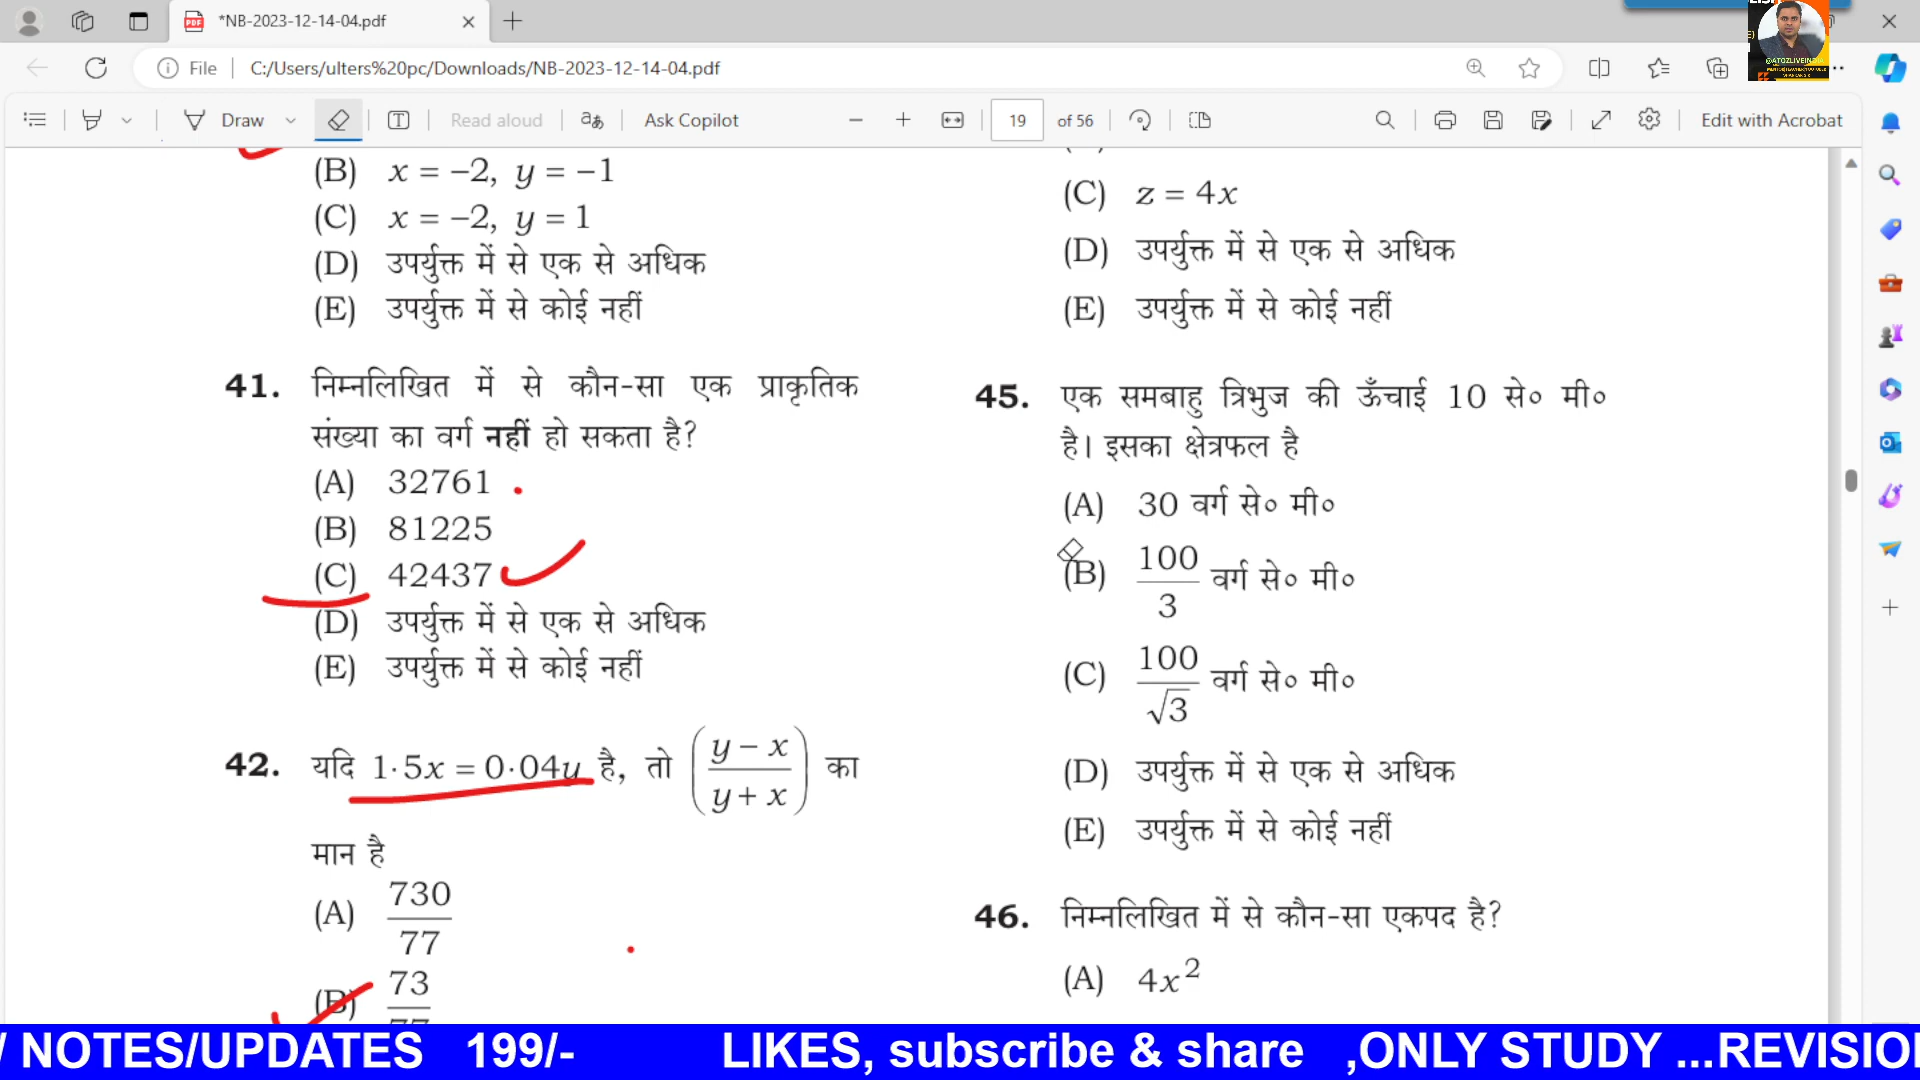 *NB-2023-12-14-04.pdf
File
C:/Users/ulters%20pc/Downloads/NB-2023-12-14-04.pdf
Draw
Read aloud
Ask Copilot
19 of 56
Edit with Acrobat
@ATOZLIVEINDIA
(B) x = –2, y = –1
(C) x = –2, y = 1
(D) उपर्युक्त में से एक से अधिक
(E) उपर्युक्त में से कोई नहीं
41. निम्नलिखित में से कौन-सा एक प्राकृतिक
संख्या का वर्ग नहीं हो सकता है?
(A) 32761
(B) 81225
(C) 42437
(D) उपर्युक्त में से एक से अधिक
(E) उपर्युक्त में से कोई नहीं
42. यदि 1·5x = 0·04y है, तो (y – x / y + x) का
मान है
(A) 730/77
(B) 73/77
(C) z = 4x
(D) उपर्युक्त में से एक से अधिक
(E) उपर्युक्त में से कोई नहीं
45. एक समबाहु त्रिभुज की ऊँचाई 10 से० मी०
है। इसका क्षेत्रफल है
(A) 30 वर्ग से० मी०
(B) 100/3 वर्ग से० मी०
(C) 100/√3 वर्ग से० मी०
(D) उपर्युक्त में से एक से अधिक
(E) उपर्युक्त में से कोई नहीं
46. निम्नलिखित में से कौन-सा एकपद है?
(A) 4x²
/ NOTES/UPDATES 199/- LIKES, subscribe & share ,ONLY STUDY ...REVISIO